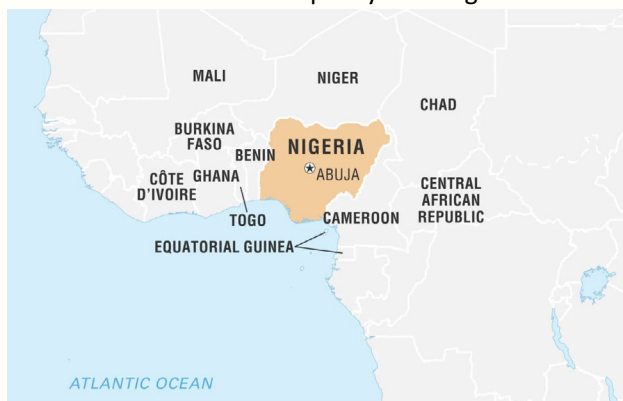 MALI
NIGER
CHAD
BURKINA
FASO
BENIN
NIGERIA
ABUJA
CÔTE
D'IVOIRE
GHANA
TOGO
CAMEROON
CENTRAL
AFRICAN
REPUBLIC
EQUATORIAL GUINEA
ATLANTIC OCEAN